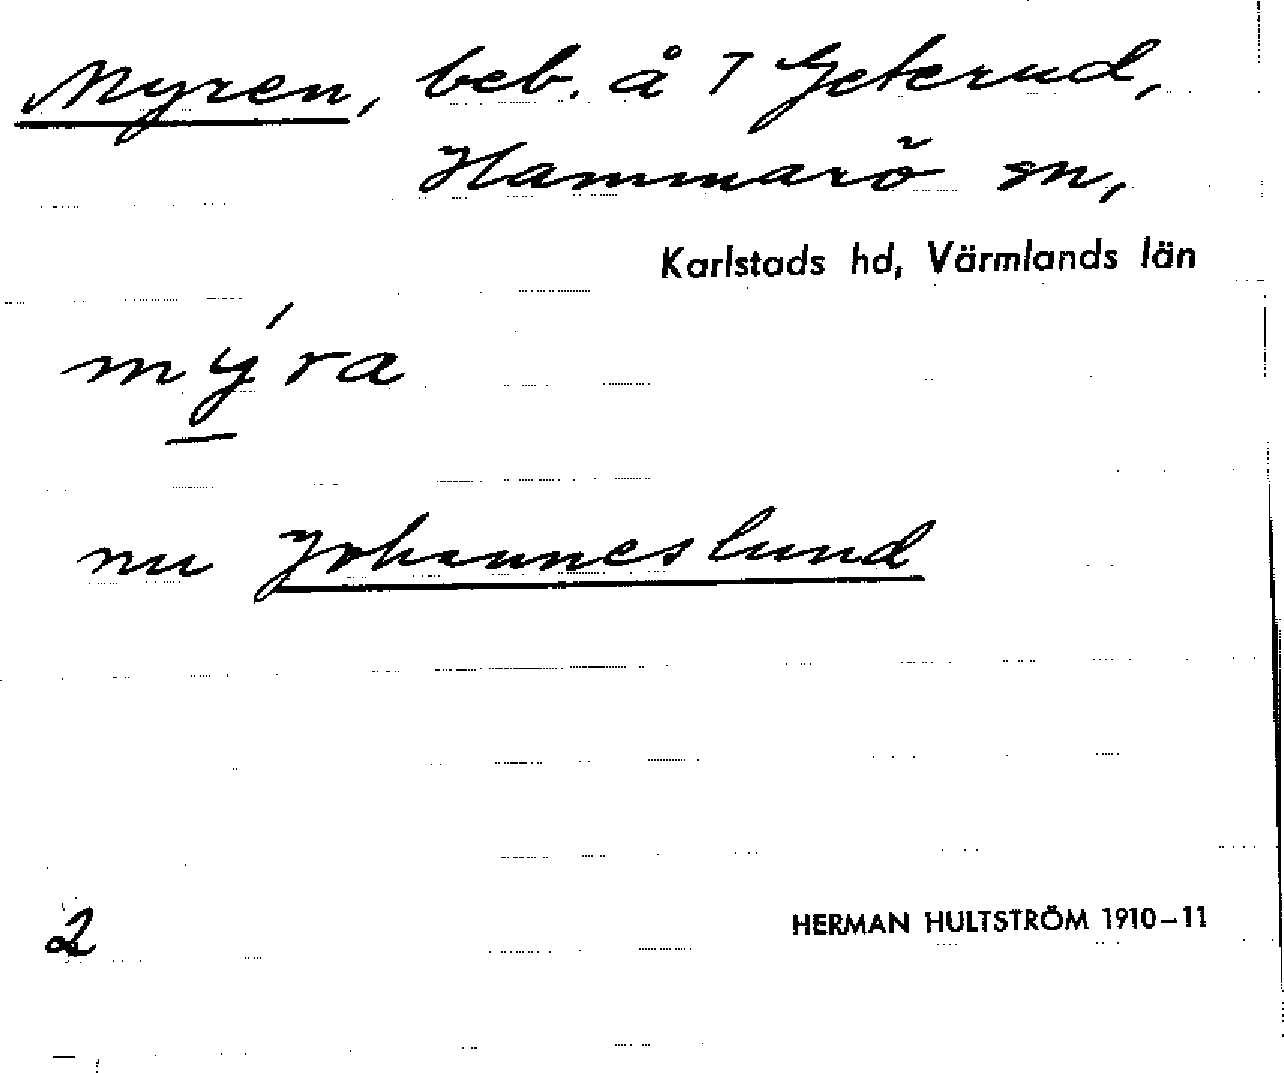 Myren, beb. å 7 Geterud,
Hammarö sn,
Karlstads hd, Värmlands län
mýra
nu Johanneslund
2
HERMAN HULTSTRÖM 1910–11